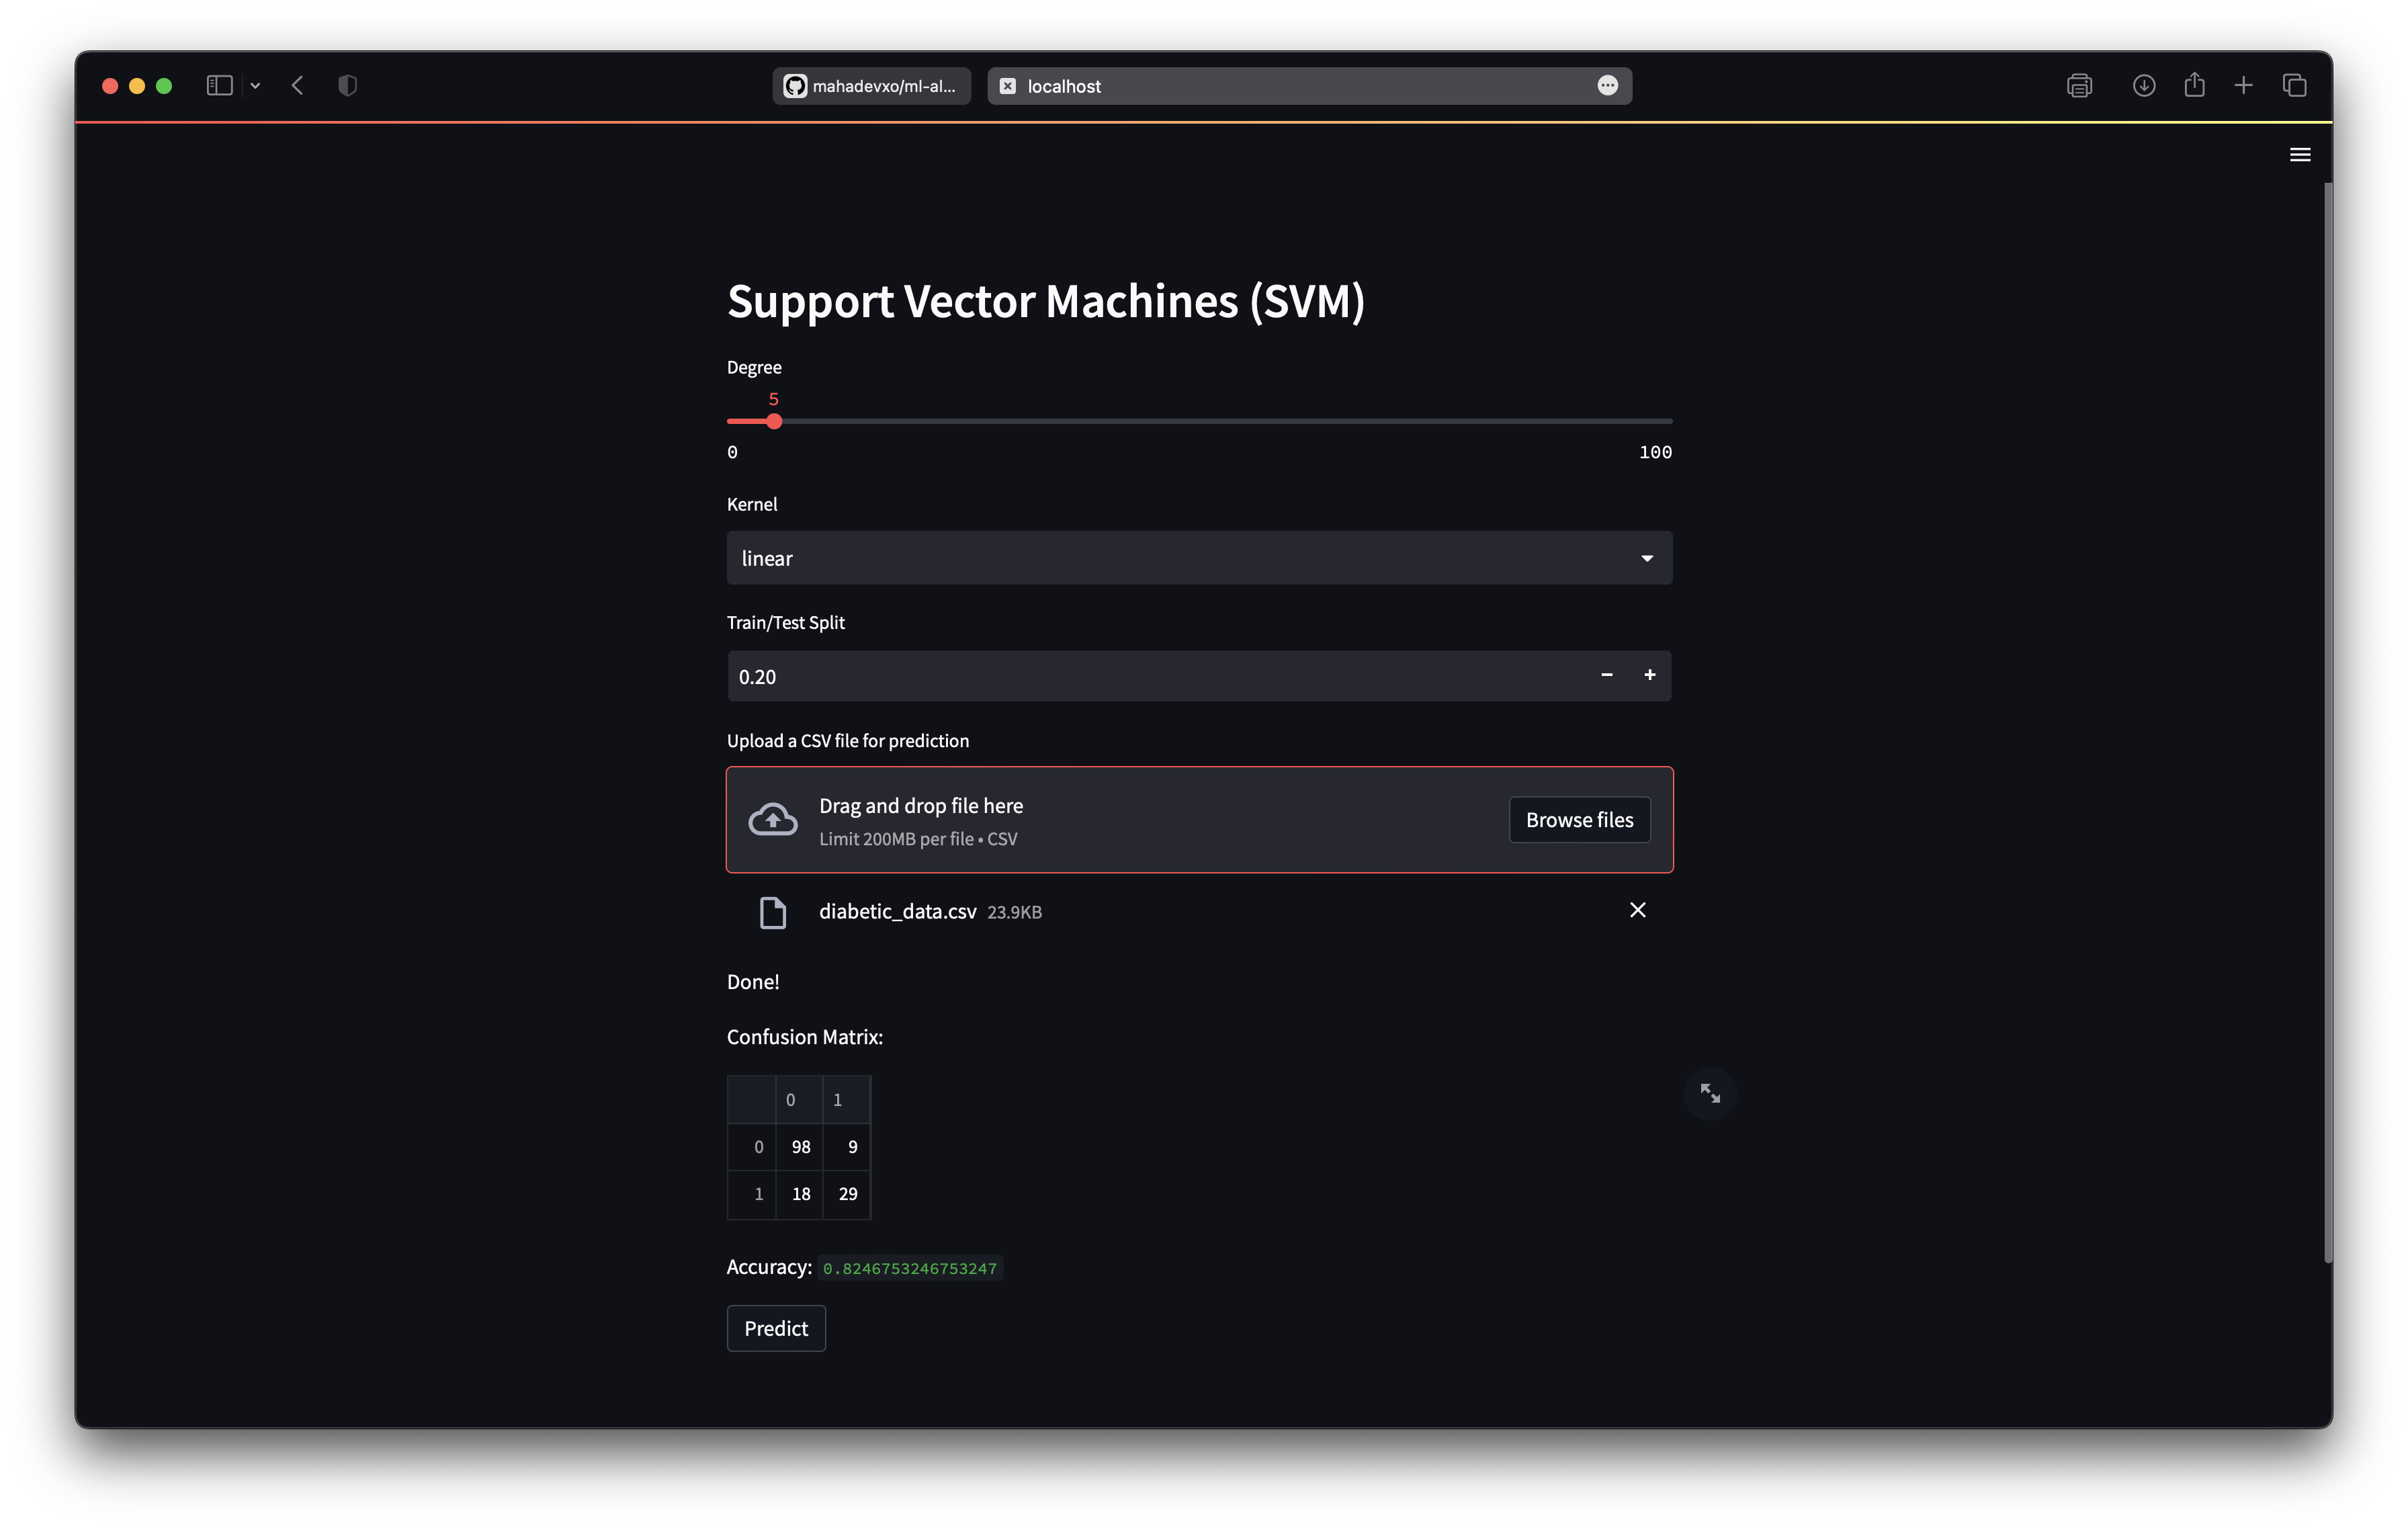 mahadevxo/ml-al...
localhost
Support Vector Machines (SVM)
Degree
5
0 100
Kernel
linear
Train/Test Split
0.20 − +
Upload a CSV file for prediction
Drag and drop file here
Limit 200MB per file • CSV
Browse files
diabetic_data.csv 23.9KB
Done!
Confusion Matrix:
0 1
0 98 9
1 18 29
Accuracy: 0.8246753246753247
Predict